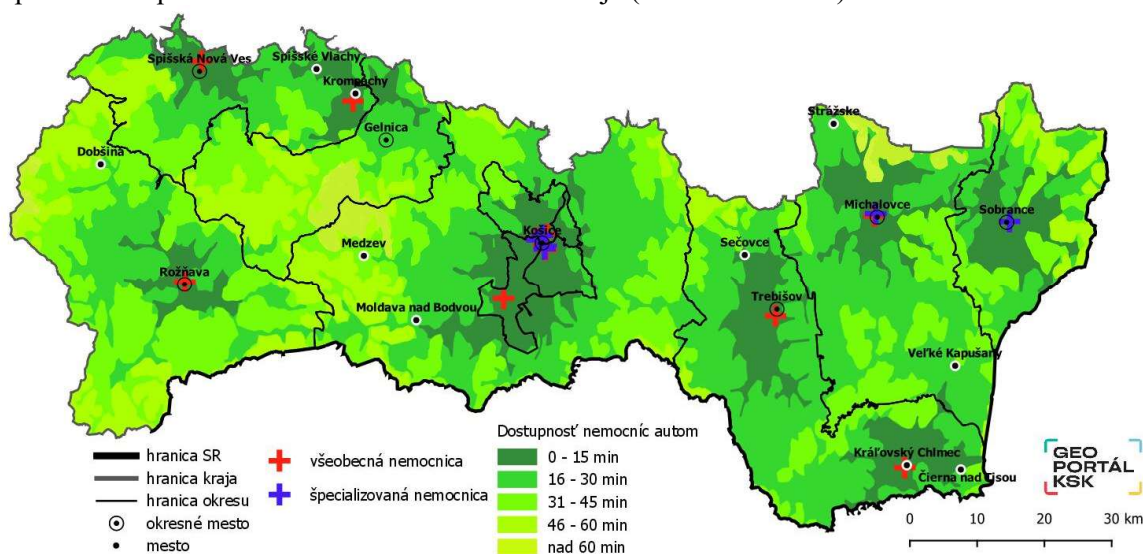 Spišská Nová Ves
Spišské Vlachy
Krompachy
Gelnica
Dobšiná
Strážske
Michalovce
Sobrance
Košice
Medzev
Sečovce
Rožňava
Moldava nad Bodvou
Trebišov
Veľké Kapušany
Kráľovský Chlmec
Čierna nad Tisou
hranica SR
hranica kraja
hranica okresu
okresné mesto
mesto
všeobecná nemocnica
špecializovaná nemocnica
Dostupnosť nemocníc autom
0 - 15 min
16 - 30 min
31 - 45 min
46 - 60 min
nad 60 min
GEO
PORTÁL
KSK
0 10 20 30 km